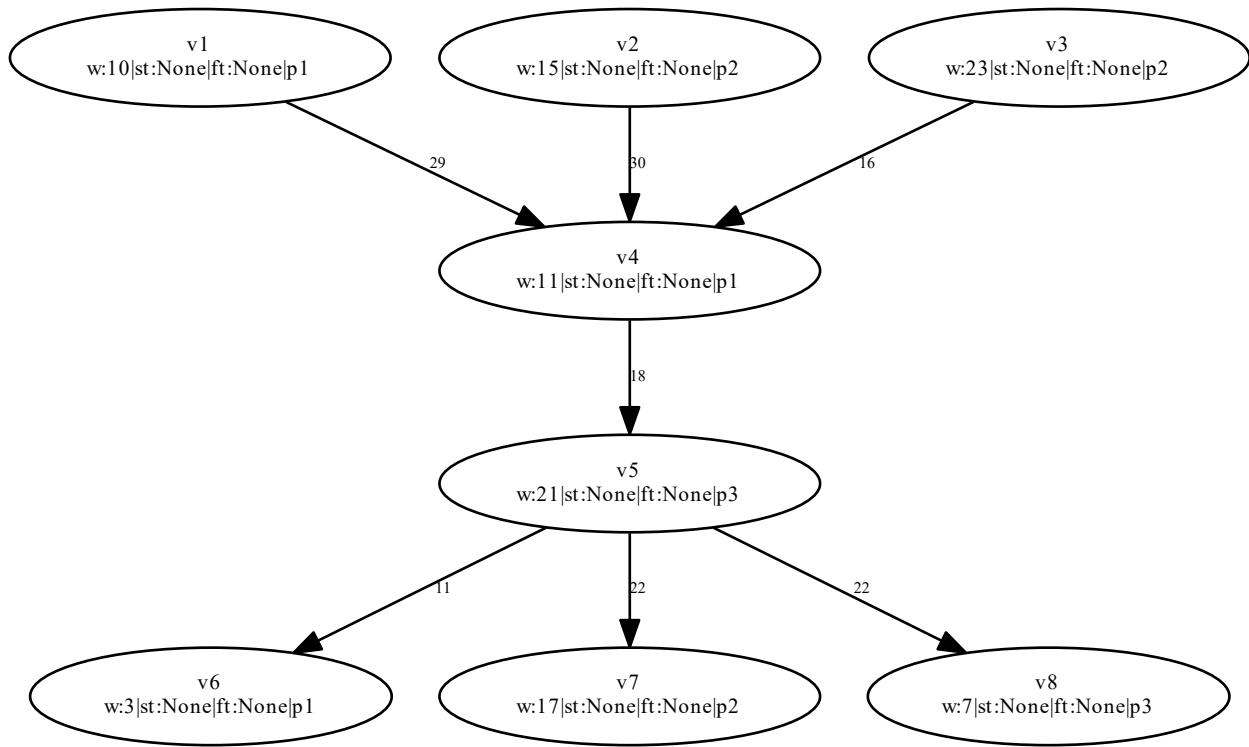 v1
w:10|st:None|ft:None|p1
v2
w:15|st:None|ft:None|p2
v3
w:23|st:None|ft:None|p2
29
30
16
v4
w:11|st:None|ft:None|p1
18
v5
w:21|st:None|ft:None|p3
11
22
22
v6
w:3|st:None|ft:None|p1
v7
w:17|st:None|ft:None|p2
v8
w:7|st:None|ft:None|p3